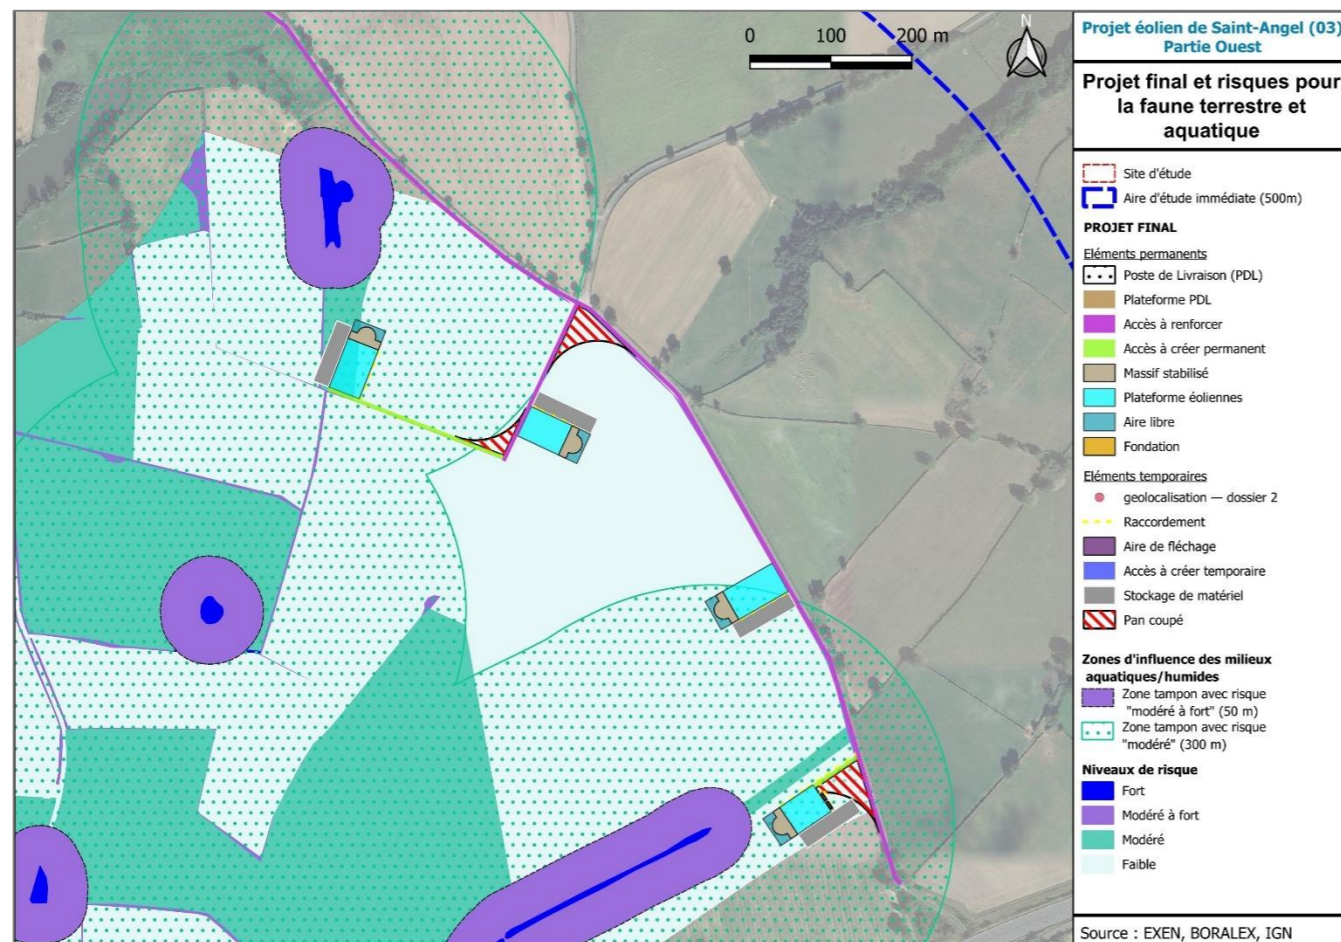 0 100 200 m
N
Projet éolien de Saint-Angel (03)
Partie Ouest
Projet final et risques pour
la faune terrestre et
aquatique
Site d'étude
Aire d'étude immédiate (500m)
PROJET FINAL
Eléments permanents
Poste de Livraison (PDL)
Plateforme PDL
Accès à renforcer
Accès à créer permanent
Massif stabilisé
Plateforme éoliennes
Aire libre
Fondation
Eléments temporaires
geolocalisation — dossier 2
Raccordement
Aire de fléchage
Accès à créer temporaire
Stockage de matériel
Pan coupé
Zones d'influence des milieux
aquatiques/humides
Zone tampon avec risque
"modéré à fort" (50 m)
Zone tampon avec risque
"modéré" (300 m)
Niveaux de risque
Fort
Modéré à fort
Modéré
Faible
Source : EXEN, BORALEX, IGN